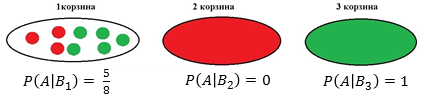 1корзина 2 корзина 3 корзина
P(A|B₁) = 5/8 P(A|B₂) = 0 P(A|B₃) = 1